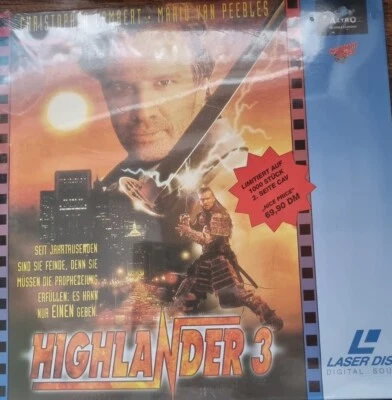 CHRISTOPHER LAMBERT · MARIO VAN PEEBLES
ASTRO
LIMITIERT AUF
1000 STÜCK
2. SEITE CAV
„NICE PRICE“
69,90 DM
SEIT JAHRTAUSENDEN
SIND SIE FEINDE, DENN SIE
MÜSSEN DIE PROPHEZEIUNG
ERFÜLLEN: ES KANN
NUR EINEN GEBEN.
HIGHLANDER 3
LASER DISC
DIGITAL SOU